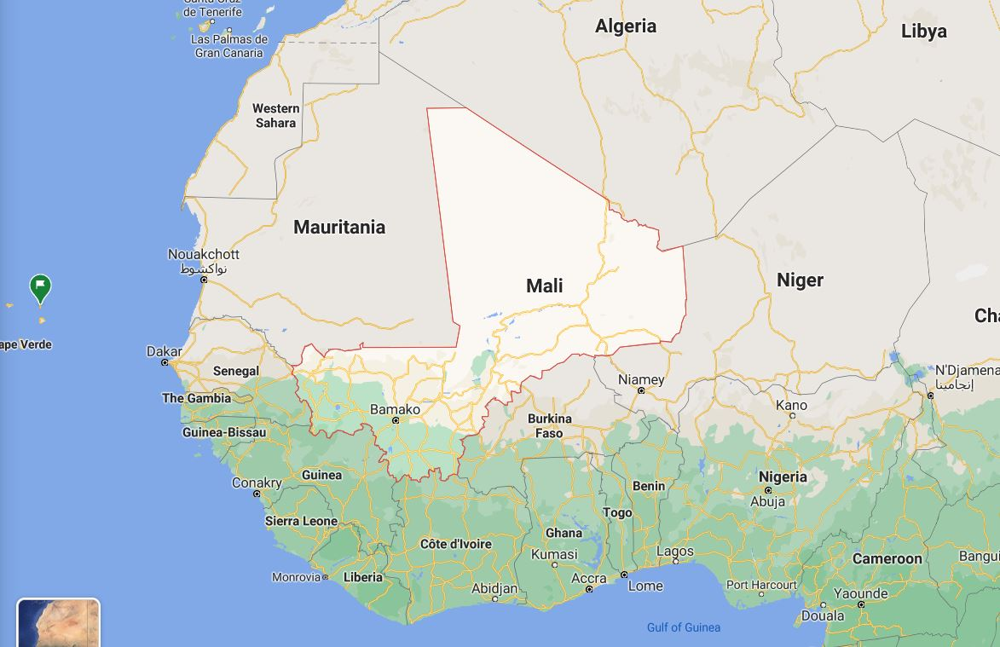 Santa Cruz
de Tenerife
Las Palmas de
Gran Canaria
Algeria
Libya
Western
Sahara
Mauritania
Nouakchott
نواكشوط
Mali
Niger
Dakar
Senegal
The Gambia
Guinea-Bissau
Bamako
Burkina
Faso
Niamey
Kano
N'Djamena
إنجامينا
Guinea
Conakry
Sierra Leone
Benin
Nigeria
Abuja
Togo
Ghana
Kumasi
Côte d'Ivoire
Lagos
Cameroon
Bangui
Monrovia
Liberia
Abidjan
Accra
Lome
Port Harcourt
Yaounde
Douala
Gulf of Guinea
ape Verde
Cha